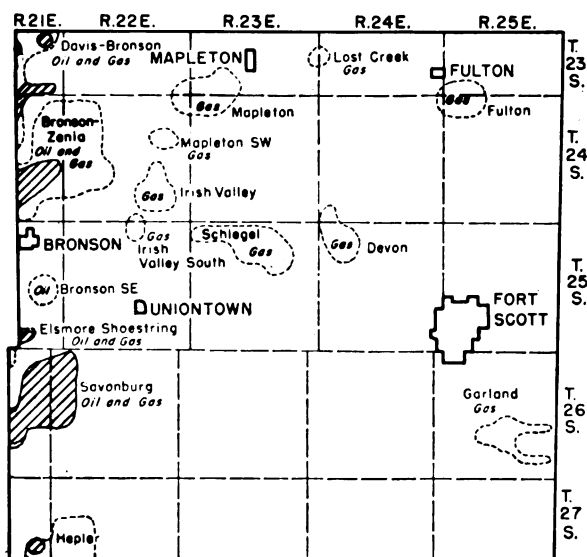 R.21E. R.22 E. R.23 E. R.24E. R.25E.
Davis-Bronson
Oil and Gas
MAPLETON
Lost Creek
Gas
FULTON
T.
23
S.
Gas
Mapleton
Gas
Fulton
Bronson-
Zenia
Oil and
Gas
Mapleton SW
Gas
T.
24
S.
Gas
Irish Valley
BRONSON
Gas
Irish
Valley South
Schlegel
Gas
Gas
Devon
T.
25
S.
Oil
Bronson SE
UNIONTOWN
FORT
SCOTT
Elsmore Shoestring
Oil and Gas
Savonburg
Oil and Gas
Garland
Gas
T.
26
S.
Hepler
T.
27
S.